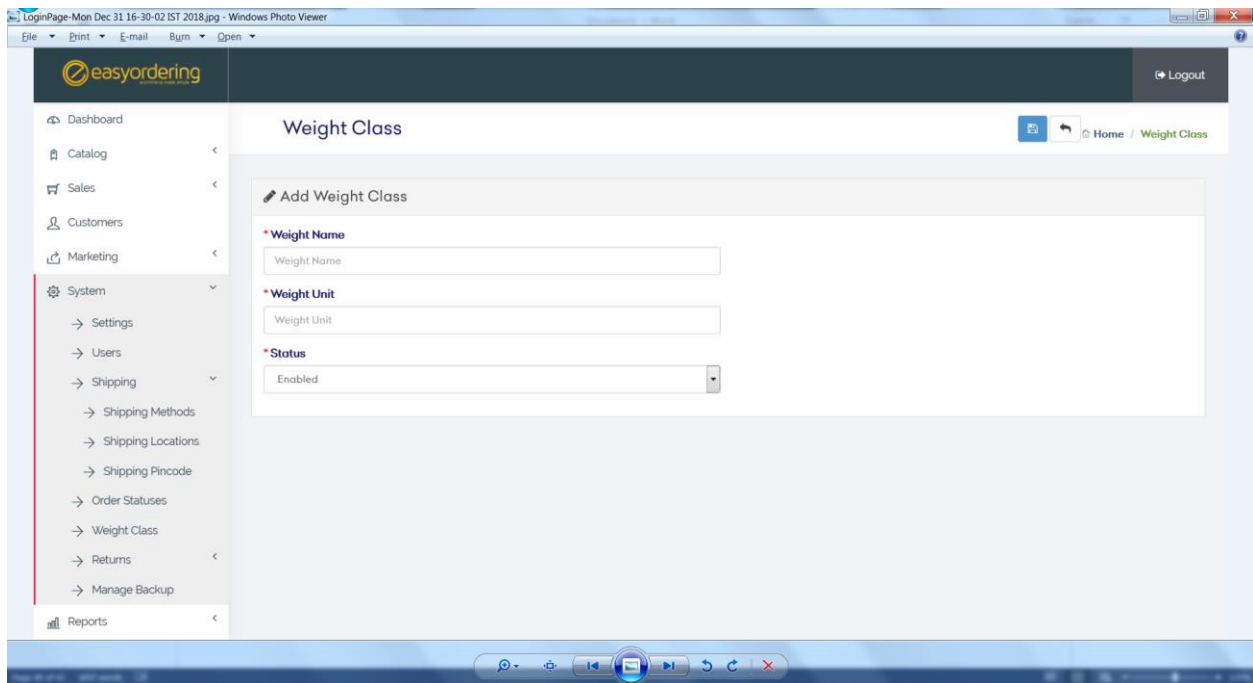 LoginPage-Mon Dec 31 16-30-02 IST 2018.jpg - Windows Photo Viewer
File Print E-mail Burn Open
easyordering
Logout
Dashboard
Catalog
Sales
Customers
Marketing
System
Settings
Users
Shipping
Shipping Methods
Shipping Locations
Shipping Pincode
Order Statuses
Weight Class
Returns
Manage Backup
Reports
Weight Class
Home / Weight Class
Add Weight Class
*Weight Name
Weight Name
*Weight Unit
Weight Unit
*Status
Enabled